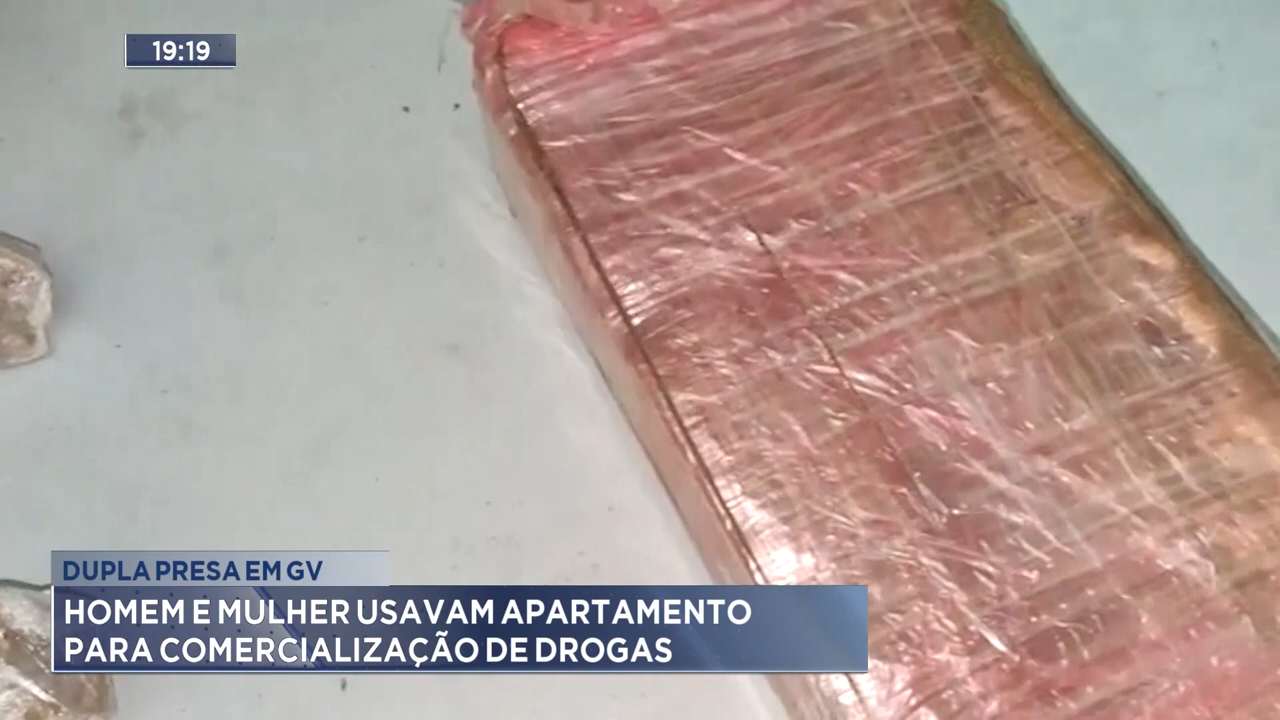 19:19
DUPLA PRESA EM GV
HOMEM E MULHER USAVAM APARTAMENTO
PARA COMERCIALIZAÇÃO DE DROGAS